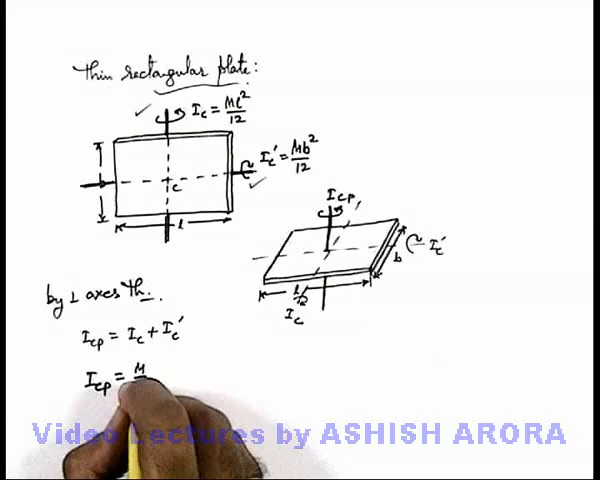 Thin rectangular plate:
I_c = Ml²/12
I_c' = Mb²/12
c
l
I_cp
c
I_c'
b
I_c
by ⊥ axes th.
I_cp = I_c + I_c'
I_cp = M
Video Lectures by ASHISH ARORA